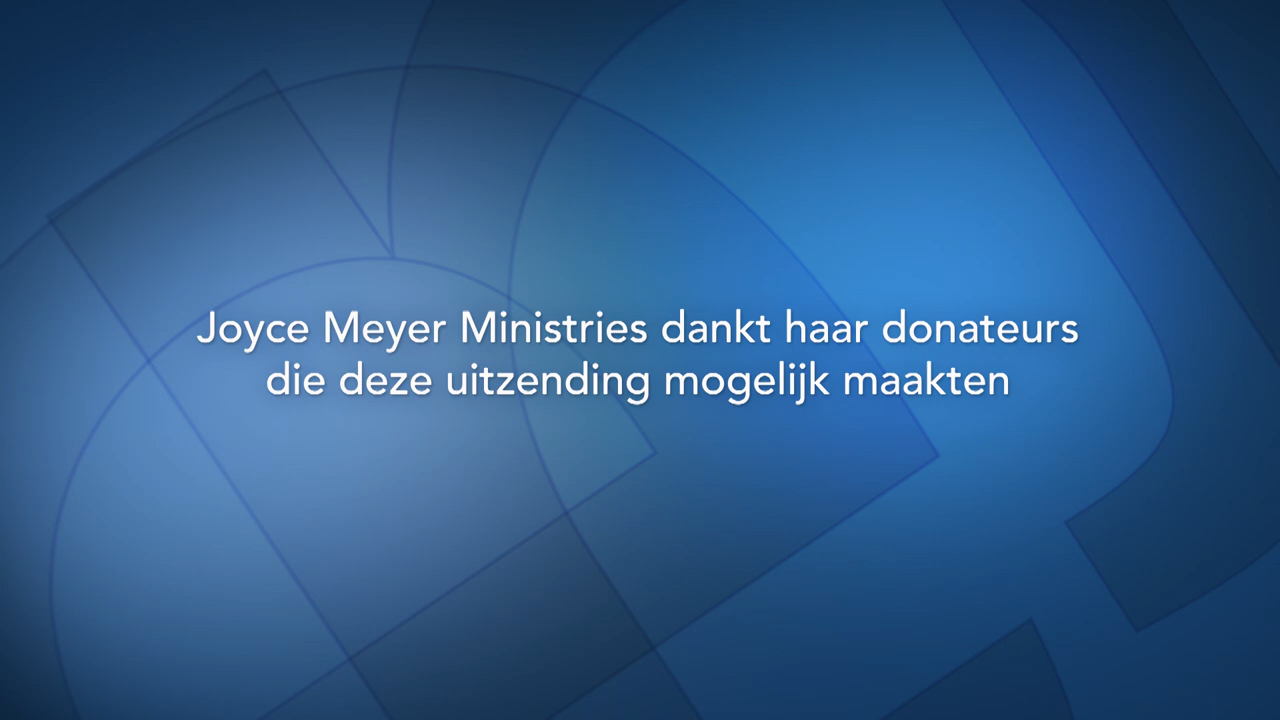 Joyce Meyer Ministries dankt haar donateurs
die deze uitzending mogelijk maakten